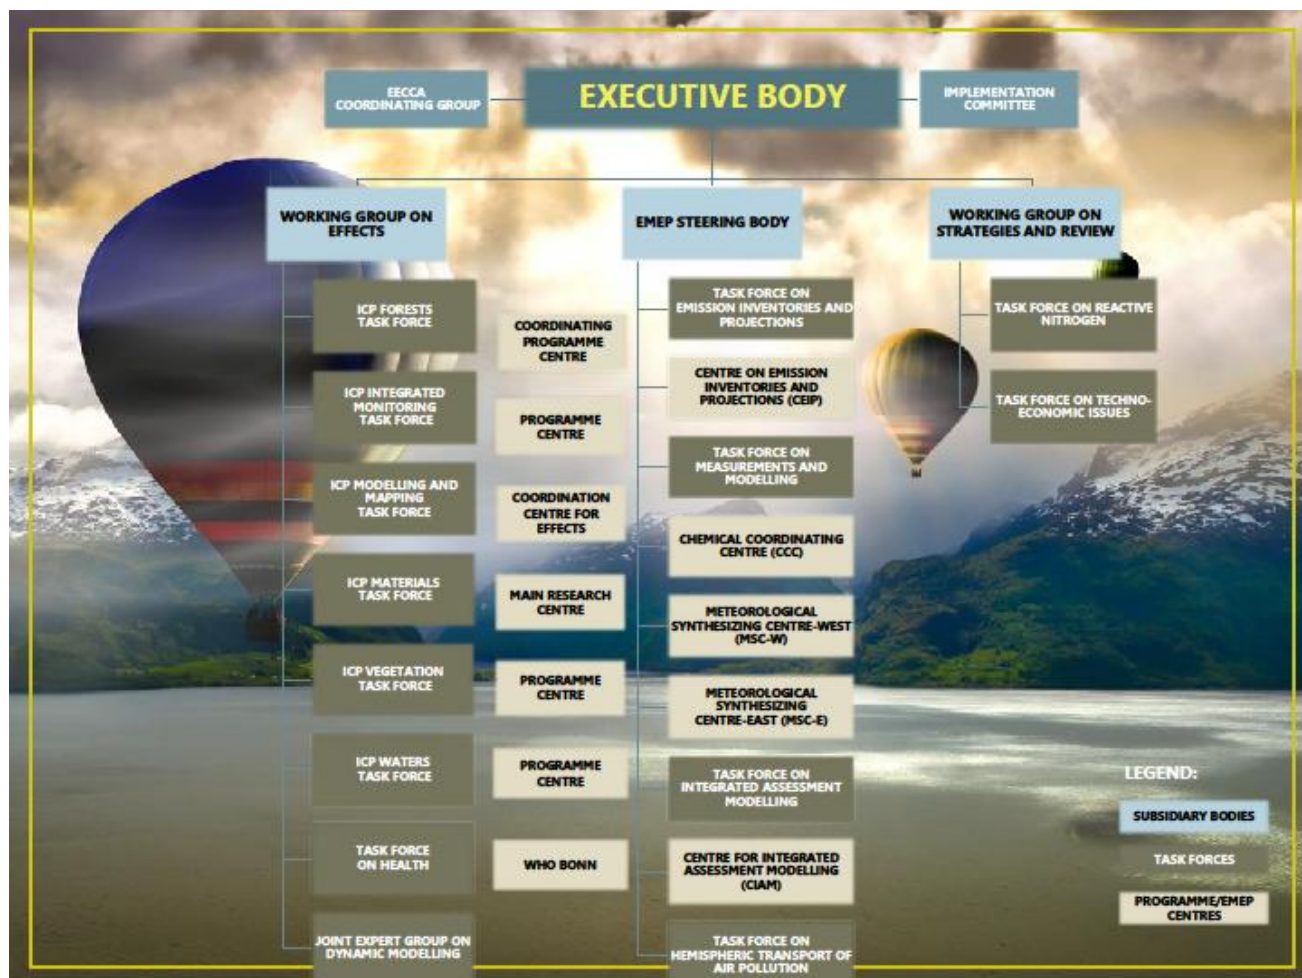 EECCA
COORDINATING GROUP
EXECUTIVE BODY
IMPLEMENTATION
COMMITTEE
WORKING GROUP ON
EFFECTS
EMEP STEERING BODY
WORKING GROUP ON
STRATEGIES AND REVIEW
ICP FORESTS
TASK FORCE
ICP INTEGRATED
MONITORING
TASK FORCE
ICP MODELLING AND
MAPPING
TASK FORCE
ICP MATERIALS
TASK FORCE
ICP VEGETATION
TASK FORCE
ICP WATERS
TASK FORCE
TASK FORCE
ON HEALTH
JOINT EXPERT GROUP ON
DYNAMIC MODELLING
COORDINATING
PROGRAMME
CENTRE
PROGRAMME
CENTRE
COORDINATION
CENTRE FOR
EFFECTS
MAIN RESEARCH
CENTRE
PROGRAMME
CENTRE
PROGRAMME
CENTRE
WHO BONN
TASK FORCE ON
EMISSION INVENTORIES AND
PROJECTIONS
CENTRE ON EMISSION
INVENTORIES AND
PROJECTIONS (CEIP)
TASK FORCE ON
MEASUREMENTS AND
MODELLING
CHEMICAL COORDINATING
CENTRE (CCC)
METEOROLOGICAL
SYNTHESIZING CENTRE-WEST
(MSC-W)
METEOROLOGICAL
SYNTHESIZING
CENTRE-EAST (MSC-E)
TASK FORCE ON
INTEGRATED ASSESSMENT
MODELLING
CENTRE FOR INTEGRATED
ASSESSMENT MODELLING
(CIAM)
TASK FORCE ON
HEMISPHERIC TRANSPORT OF
AIR POLLUTION
TASK FORCE ON REACTIVE
NITROGEN
TASK FORCE ON TECHNO-
ECONOMIC ISSUES
LEGEND:
SUBSIDIARY BODIES
TASK FORCES
PROGRAMME/EMEP
CENTRES